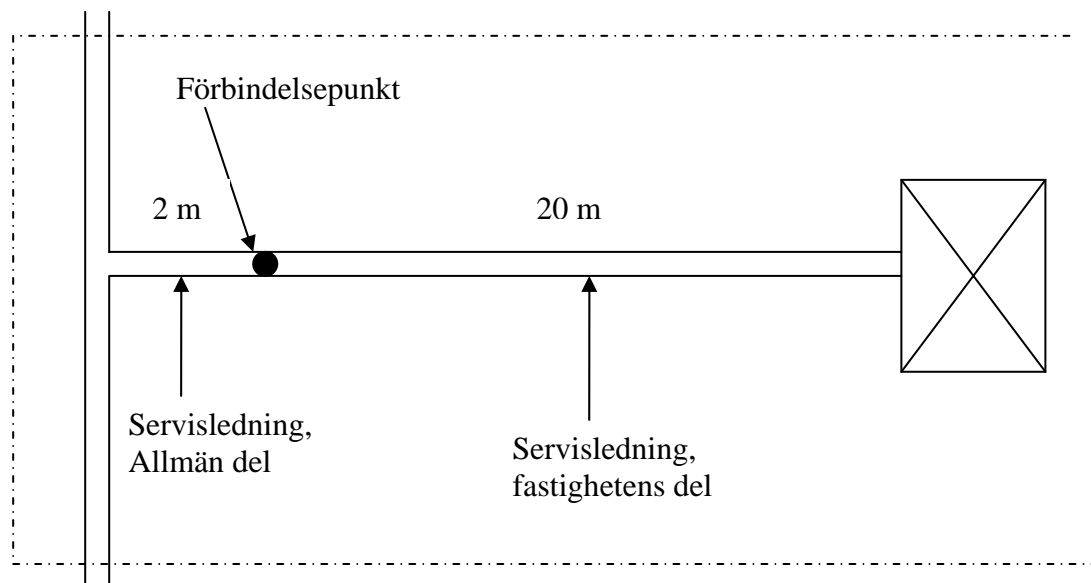 Förbindelsepunkt
2 m
20 m
Servisledning,
Allmän del
Servisledning,
fastighetens del